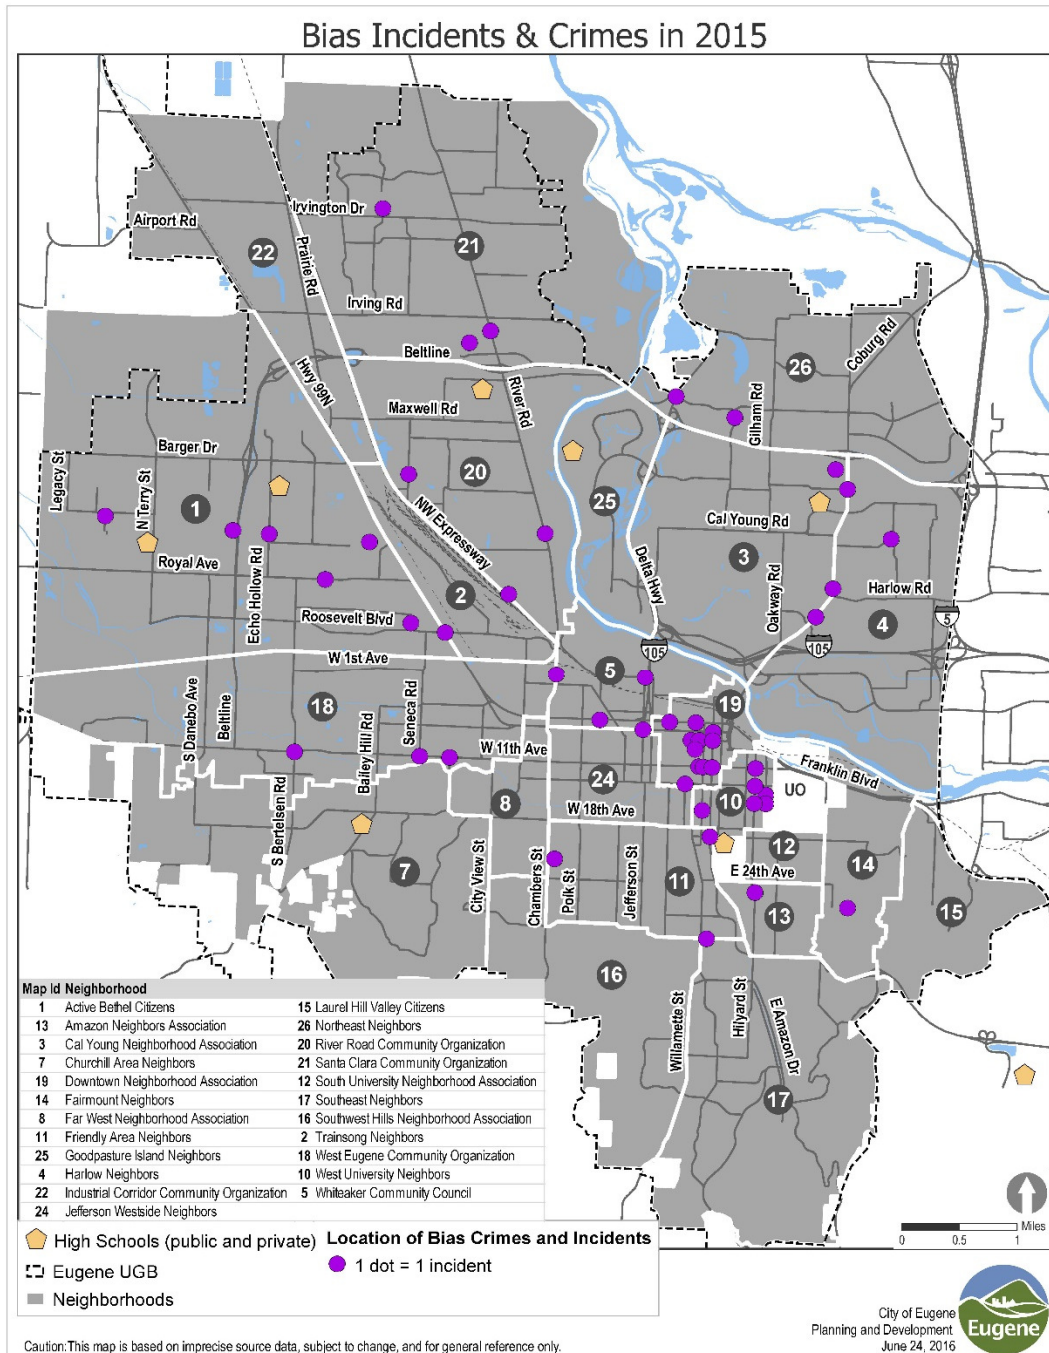 Bias Incidents & Crimes in 2015
Airport Rd
Irvington Dr
21
22
Prairie Rd
Irving Rd
Coburg Rd
Beltline
26
Hwy 99N
River Rd
Gilham Rd
Maxwell Rd
Barger Dr
20
Legacy St
N Terry St
1
25
NW Expressway
Cal Young Rd
Royal Ave
Echo Hollow Rd
3
Delta Hwy
Oakway Rd
Harlow Rd
2
Roosevelt Blvd
4
5
W 1st Ave
105
105
5
S Danebo Ave
Beltline
18
Bailey Hill Rd
Seneca Rd
19
W 11th Ave
Franklin Blvd
24
UO
S Bertelsen Rd
8
W 18th Ave
10
12
7
City View St
Chambers St
Polk St
Jefferson St
11
E 24th Ave
14
13
15
16
Willamette St
Hilyard St
E Amazon Dr
17
Map Id Neighborhood
1 Active Bethel Citizens 15 Laurel Hill Valley Citizens
13 Amazon Neighbors Association 26 Northeast Neighbors
3 Cal Young Neighborhood Association 20 River Road Community Organization
7 Churchill Area Neighbors 21 Santa Clara Community Organization
19 Downtown Neighborhood Association 12 South University Neighborhood Association
14 Fairmount Neighbors 17 Southeast Neighbors
8 Far West Neighborhood Association 16 Southwest Hills Neighborhood Association
11 Friendly Area Neighbors 2 Trainsong Neighbors
25 Goodpasture Island Neighbors 18 West Eugene Community Organization
4 Harlow Neighbors 10 West University Neighbors
22 Industrial Corridor Community Organization 5 Whiteaker Community Council
24 Jefferson Westside Neighbors
High Schools (public and private) Location of Bias Crimes and Incidents
Eugene UGB 1 dot = 1 incident
Neighborhoods
Miles
0 0.5 1
City of Eugene
Planning and Development
June 24, 2016
Eugene
Caution:This map is based on imprecise source data, subject to change, and for general reference only.